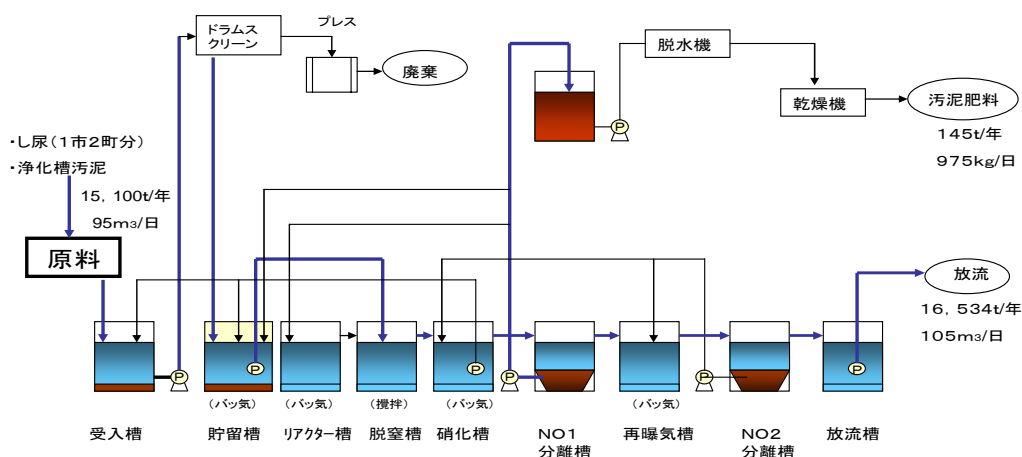 ドラムス
クリーン
プレス
廃棄
脱水機
乾燥機
汚泥肥料
145t/年
975kg/日
・し尿（1市2町分）
・浄化槽汚泥
15，100t/年
95m3/日
原料
放流
16，534t/年
105m3/日
P
P
P
P
P
P
P
（バッ気）
（バッ気）
（攪拌）
（バッ気）
（バッ気）
受入槽
貯留槽
リアクター槽
脱窒槽
硝化槽
NO1
分離槽
再曝気槽
NO2
分離槽
放流槽